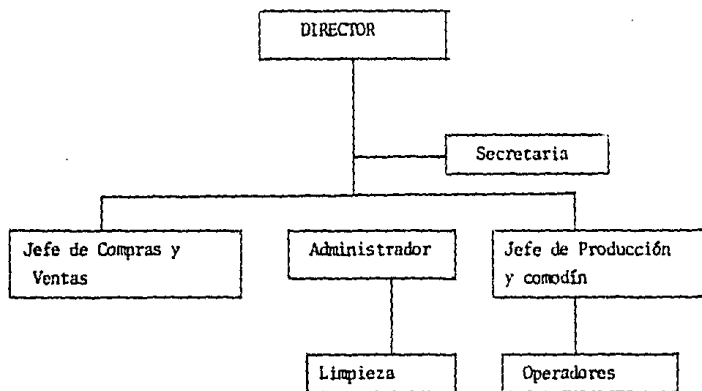 DIRECTOR
Secretaria
Jefe de Compras y
Ventas
Administrador
Jefe de Producción
y comodín
Limpieza
Operadores